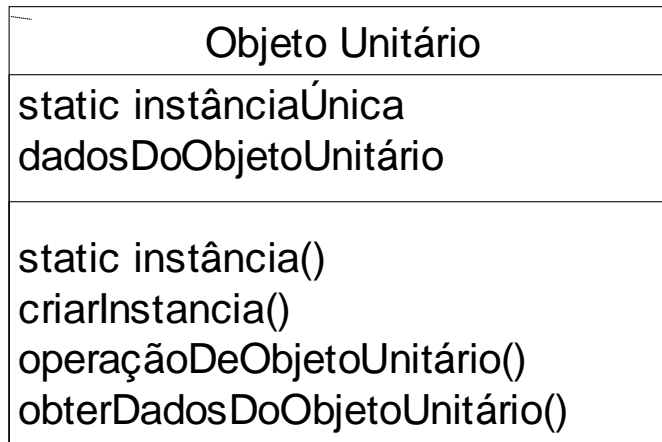 Objeto Unitário
static instânciaÚnica
dadosDoObjetoUnitário
static instância()
criarInstancia()
operaçãoDeObjetoUnitário()
obterDadosDoObjetoUnitário()